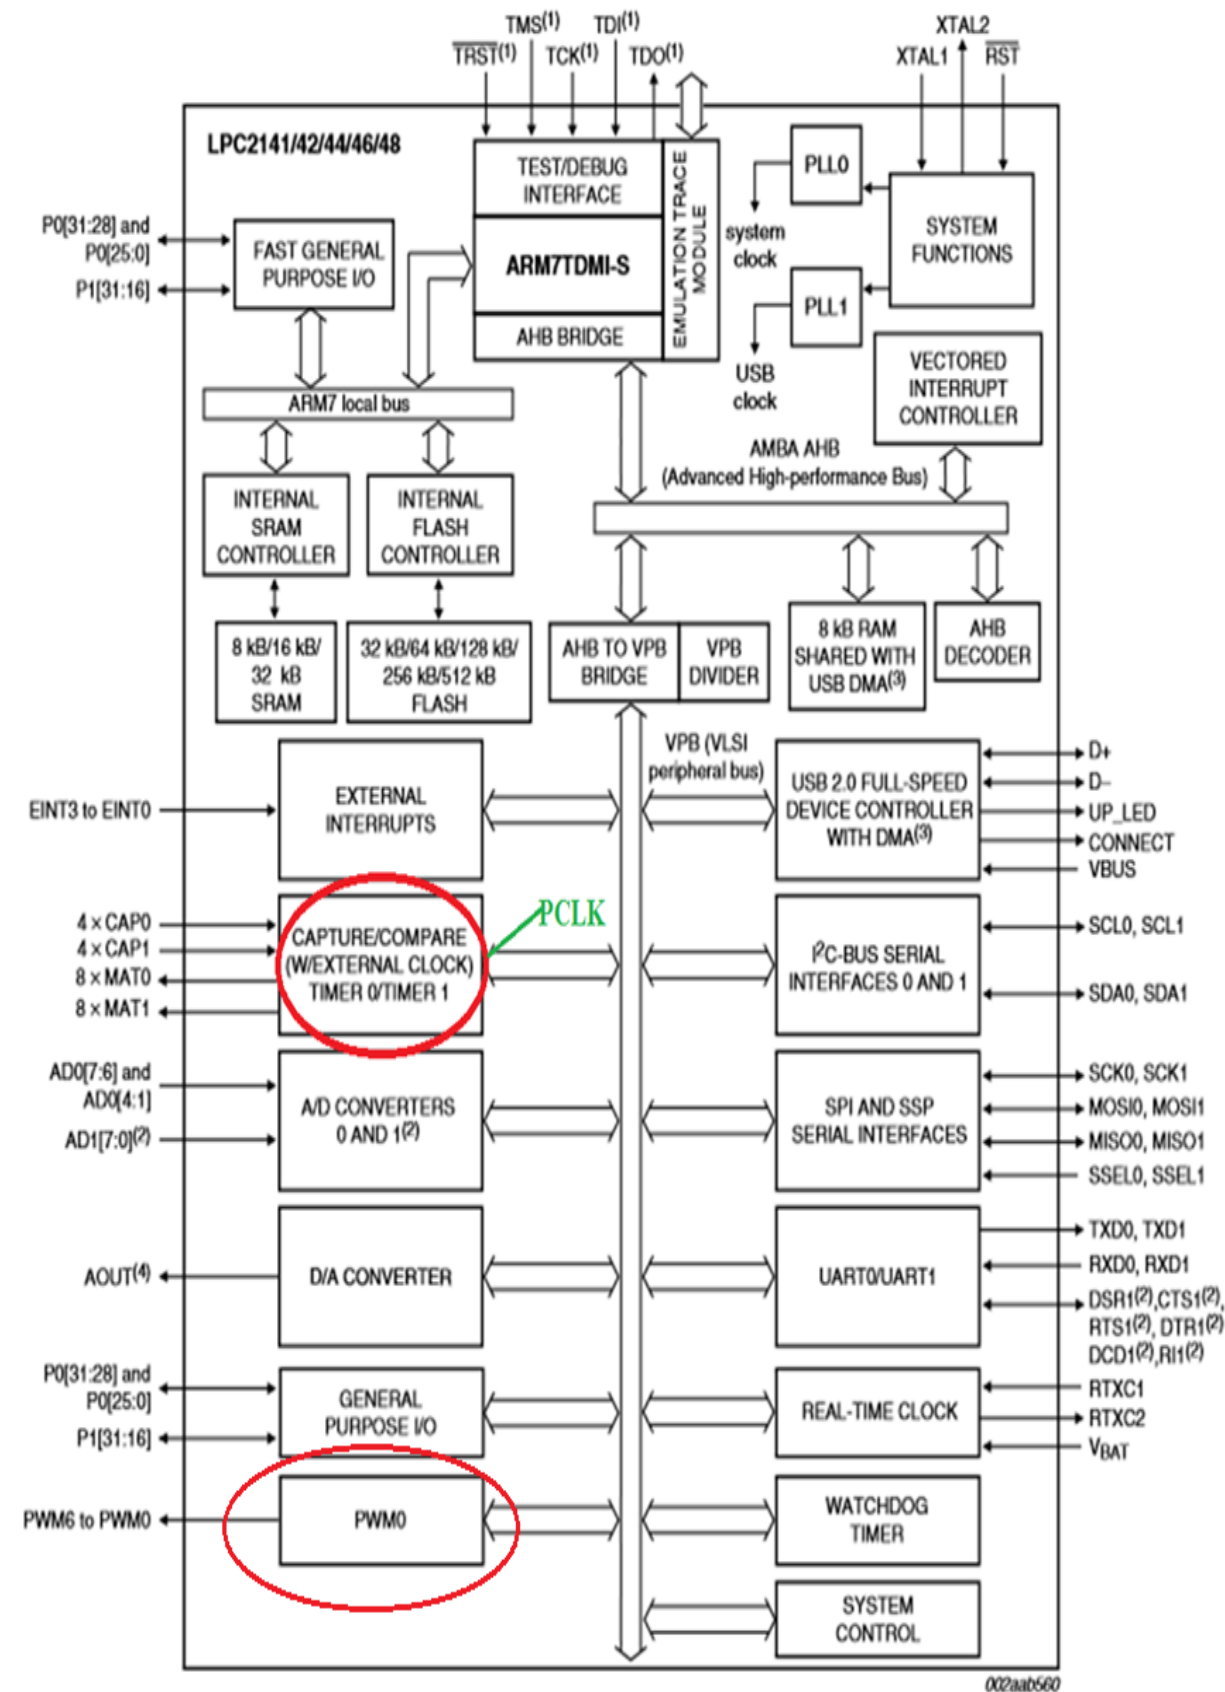 TMS(1)
TDI(1)
XTAL2
TRST(1)
TCK(1)
TDO(1)
XTAL1
RST
LPC2141/42/44/46/48
TEST/DEBUG
INTERFACE
ARM7TDMI-S
AHB BRIDGE
EMULATION TRACE
MODULE
PLL0
system
clock
PLL1
USB
clock
SYSTEM
FUNCTIONS
VECTORED
INTERRUPT
CONTROLLER
P0[31:28] and
P0[25:0]
P1[31:16]
FAST GENERAL
PURPOSE I/O
ARM7 local bus
AMBA AHB
(Advanced High-performance Bus)
INTERNAL
SRAM
CONTROLLER
INTERNAL
FLASH
CONTROLLER
8 kB/16 kB/
32 kB
SRAM
32 kB/64 kB/128 kB/
256 kB/512 kB
FLASH
AHB TO VPB
BRIDGE
VPB
DIVIDER
8 kB RAM
SHARED WITH
USB DMA(3)
AHB
DECODER
VPB (VLSI
peripheral bus)
EINT3 to EINT0
EXTERNAL
INTERRUPTS
USB 2.0 FULL-SPEED
DEVICE CONTROLLER
WITH DMA(3)
D+
D−
UP_LED
CONNECT
VBUS
4 × CAP0
4 × CAP1
8 × MAT0
8 × MAT1
CAPTURE/COMPARE
(W/EXTERNAL CLOCK)
TIMER 0/TIMER 1
PCLK
I2C-BUS SERIAL
INTERFACES 0 AND 1
SCL0, SCL1
SDA0, SDA1
AD0[7:6] and
AD0[4:1]
AD1[7:0](2)
A/D CONVERTERS
0 AND 1(2)
SPI AND SSP
SERIAL INTERFACES
SCK0, SCK1
MOSI0, MOSI1
MISO0, MISO1
SSEL0, SSEL1
AOUT(4)
D/A CONVERTER
UART0/UART1
TXD0, TXD1
RXD0, RXD1
DSR1(2),CTS1(2),
RTS1(2), DTR1(2)
DCD1(2),RI1(2)
P0[31:28] and
P0[25:0]
P1[31:16]
GENERAL
PURPOSE I/O
REAL-TIME CLOCK
RTXC1
RTXC2
VBAT
PWM6 to PWM0
PWM0
WATCHDOG
TIMER
SYSTEM
CONTROL
002aab560